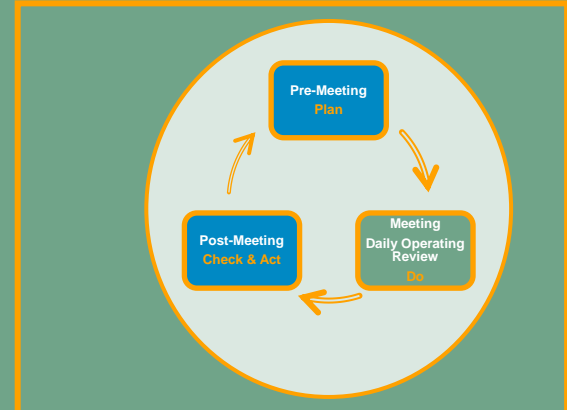 Pre-Meeting
Plan
Meeting
Daily Operating
Review
Do
Post-Meeting
Check & Act